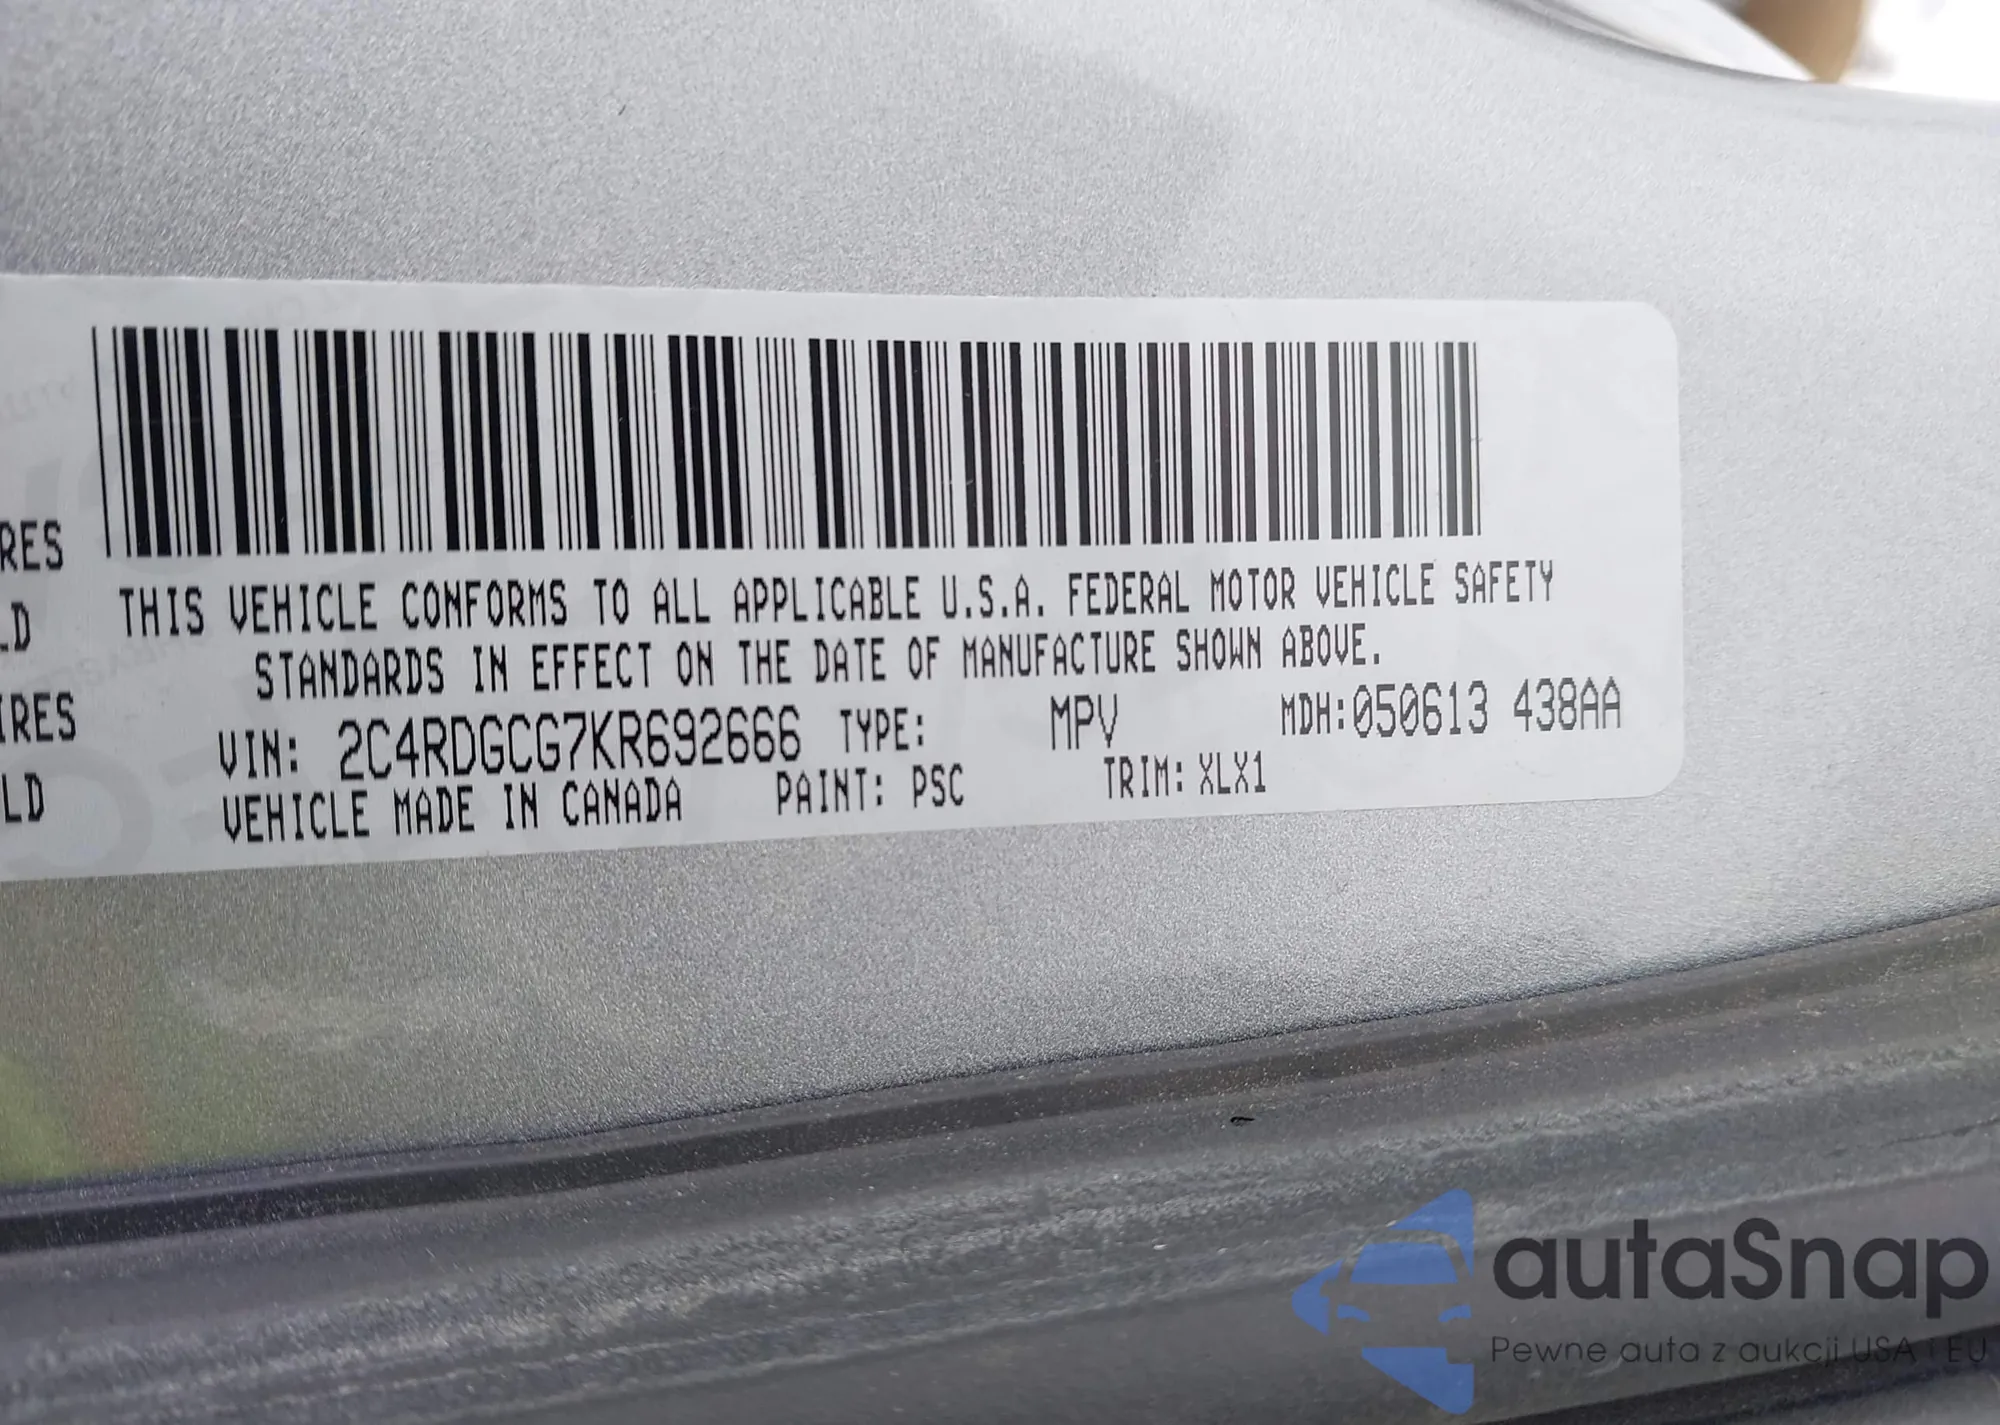 RES
LD
IRES
LD
THIS VEHICLE CONFORMS TO ALL APPLICABLE U.S.A. FEDERAL MOTOR VEHICLE SAFETY
STANDARDS IN EFFECT ON THE DATE OF MANUFACTURE SHOWN ABOVE.
VIN: 2C4RDGCG7KR692666 TYPE: MPV MDH:050613 438AA
VEHICLE MADE IN CANADA PAINT: PSC TRIM: XLX1
autaSnap
Pewne auta z aukcji USA i EU